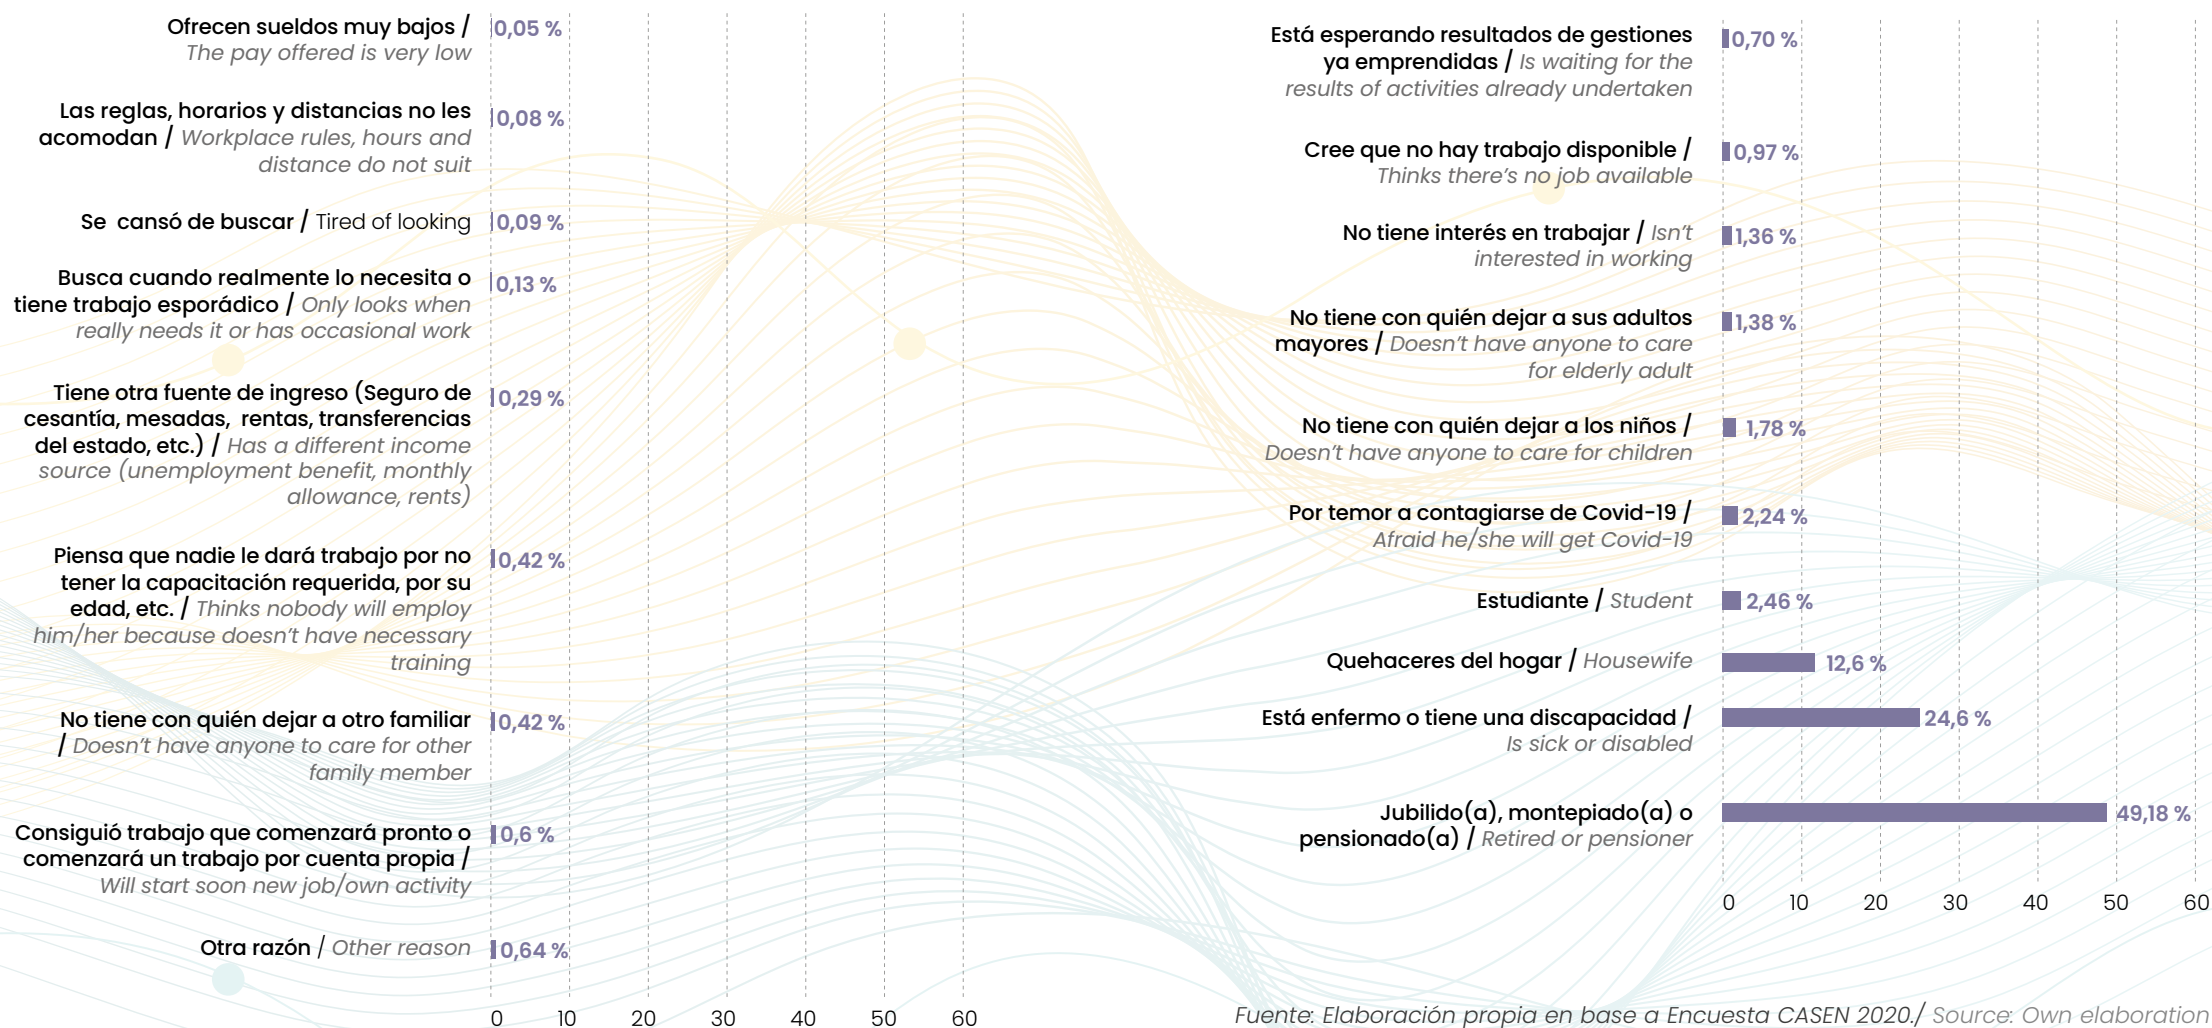 Ofrecen sueldos muy bajos /
The pay offered is very low
0,05 %
Las reglas, horarios y distancias no les
acomodan / Workplace rules, hours and
distance do not suit
0,08 %
Se cansó de buscar / Tired of looking
0,09 %
Busca cuando realmente lo necesita o
tiene trabajo esporádico / Only looks when
really needs it or has occasional work
0,13 %
Tiene otra fuente de ingreso (Seguro de
cesantía, mesadas, rentas, transferencias
del estado, etc.) / Has a different income
source (unemployment benefit, monthly
allowance, rents)
0,29 %
Piensa que nadie le dará trabajo por no
tener la capacitación requerida, por su
edad, etc. / Thinks nobody will employ
him/her because doesn't have necessary
training
0,42 %
No tiene con quién dejar a otro familiar
/ Doesn't have anyone to care for other
family member
0,42 %
Consiguió trabajo que comenzará pronto o
comenzará un trabajo por cuenta propia /
Will start soon new job/own activity
0,6 %
Otra razón / Other reason
0,64 %
0 10 20 30 40 50 60
Está esperando resultados de gestiones
ya emprendidas / Is waiting for the
results of activities already undertaken
0,70 %
Cree que no hay trabajo disponible /
Thinks there's no job available
0,97 %
No tiene interés en trabajar / Isn't
interested in working
1,36 %
No tiene con quién dejar a sus adultos
mayores / Doesn't have anyone to care
for elderly adult
1,38 %
No tiene con quién dejar a los niños /
Doesn't have anyone to care for children
1,78 %
Por temor a contagiarse de Covid-19 /
Afraid he/she will get Covid-19
2,24 %
Estudiante / Student
2,46 %
Quehaceres del hogar / Housewife
12,6 %
Está enfermo o tiene una discapacidad /
Is sick or disabled
24,6 %
Jubilido(a), montepiado(a) o
pensionado(a) / Retired or pensioner
49,18 %
0 10 20 30 40 50 60
Fuente: Elaboración propia en base a Encuesta CASEN 2020./ Source: Own elaboration